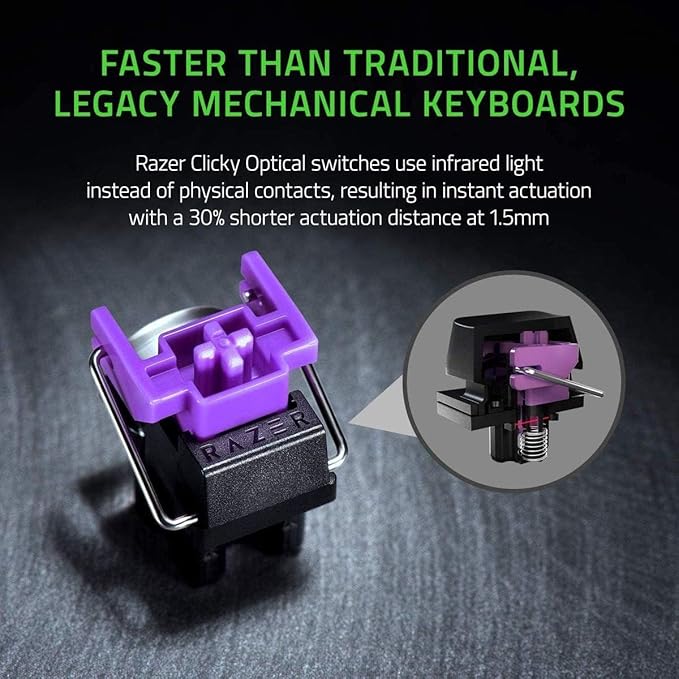 FASTER THAN TRADITIONAL,
LEGACY MECHANICAL KEYBOARDS
Razer Clicky Optical switches use infrared light
instead of physical contacts, resulting in instant actuation
with a 30% shorter actuation distance at 1.5mm
RAZER